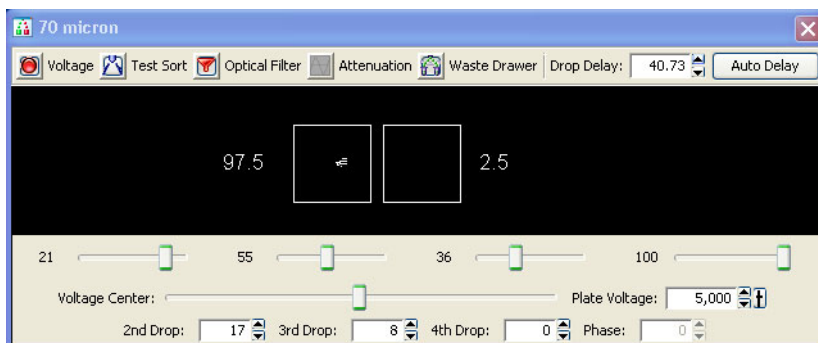 70 micron
Voltage Test Sort Optical Filter Attenuation Waste Drawer Drop Delay: 40.73 Auto Delay
97.5 2.5
21 55 36 100
Voltage Center: Plate Voltage: 5,000
2nd Drop: 17 3rd Drop: 8 4th Drop: 0 Phase: 0